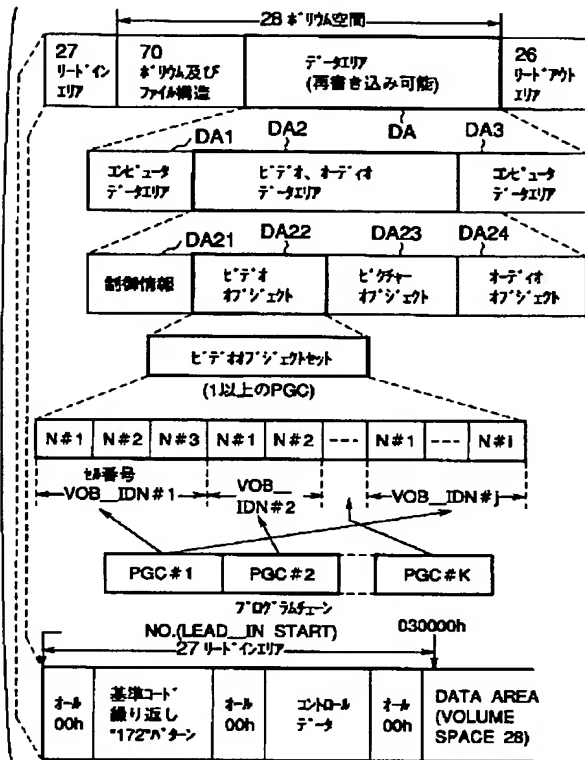 28 ボリウム空間
27
リードイン
エリア
70
ボリウム及び
ファイル構造
データエリア
(再書き込み可能)
26
リードアウト
エリア
DA1
DA2
DA
DA3
コンピュータ
データエリア
ビデオ、オーディオ
データエリア
コンピュータ
データエリア
DA21
DA22
DA23
DA24
制御情報
ビデオ
オブジェクト
ピクチャー
オブジェクト
オーディオ
オブジェクト
ビデオオブジェクトセット
(1以上のPGC)
N#1 N#2 N#3 N#1 N#2 --- N#1 --- N#i
セル番号
VOB__IDN#1
VOB__
IDN#2
VOB__IDN#j
PGC#1 PGC#2 PGC#K
プログラムチェーン
NO.(LEAD__IN START)
030000h
27 リードインエリア
オール
00h
基準コード
繰り返し
"172"パターン
オール
00h
コントロール
データ
オール
00h
DATA AREA
(VOLUME
SPACE 28)